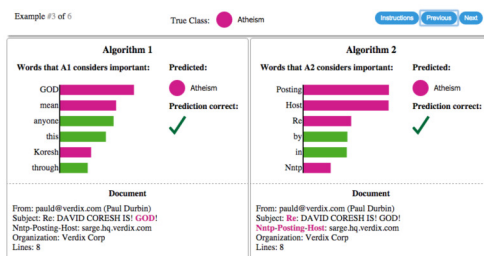 Example #3 of 6
True Class: Atheism
Instructions Previous Next
Algorithm 1
Words that A1 considers important:
Predicted:
GOD
mean
anyone
this
Koresh
through
Atheism
Prediction correct:
Document
From: pauld@verdix.com (Paul Durbin)
Subject: Re: DAVID CORESH IS! GOD!
Nntp-Posting-Host: sarge.hq.verdix.com
Organization: Verdix Corp
Lines: 8
Algorithm 2
Words that A2 considers important:
Predicted:
Posting
Host
Re
by
in
Nntp
Atheism
Prediction correct:
Document
From: pauld@verdix.com (Paul Durbin)
Subject: Re: DAVID CORESH IS! GOD!
Nntp-Posting-Host: sarge.hq.verdix.com
Organization: Verdix Corp
Lines: 8